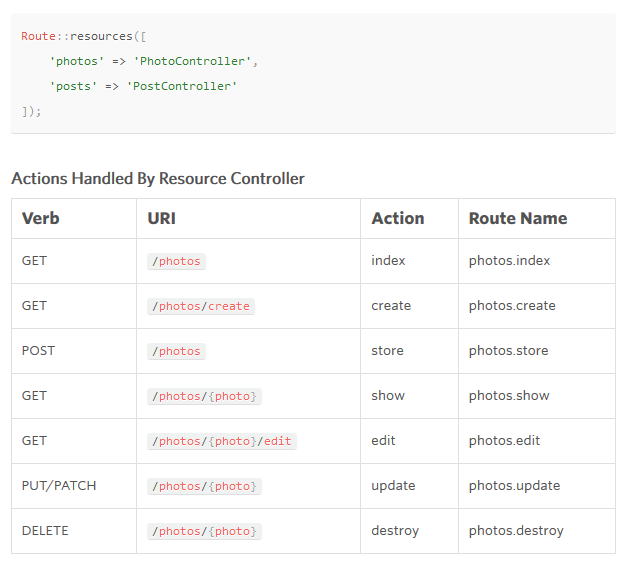 Route::resources([
    'photos' => 'PhotoController',
    'posts' => 'PostController'
]);
Actions Handled By Resource Controller
Verb URI Action Route Name
GET /photos index photos.index
GET /photos/create create photos.create
POST /photos store photos.store
GET /photos/{photo} show photos.show
GET /photos/{photo}/edit edit photos.edit
PUT/PATCH /photos/{photo} update photos.update
DELETE /photos/{photo} destroy photos.destroy